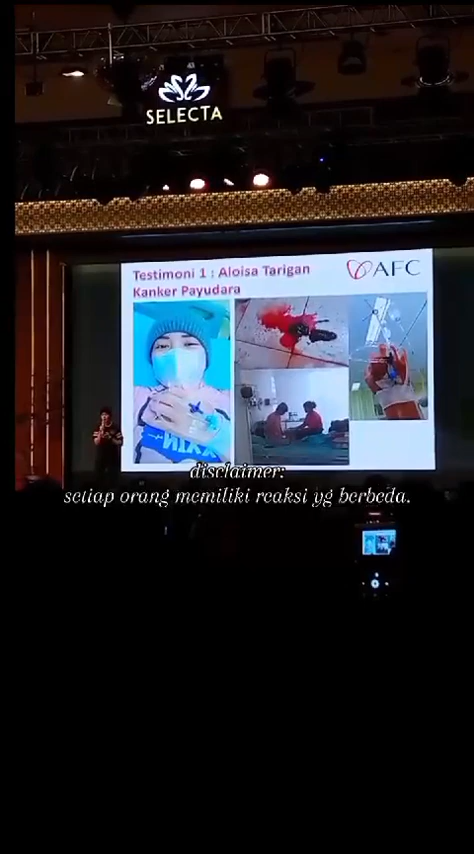 SELECTA
Testimoni 1 : Aloisa Tarigan
Kanker Payudara
AFC
disclaimer:
setiap orang memiliki reaksi yg berbeda.